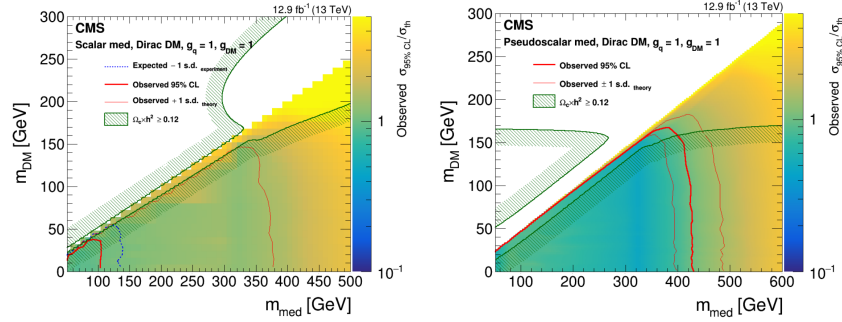 12.9 fb⁻¹ (13 TeV)
CMS
Scalar med, Dirac DM, g_q = 1, g_DM = 1
Expected − 1 s.d. experiment
Observed 95% CL
Observed + 1 s.d. theory
Ω_c×h² ≥ 0.12
m_DM [GeV]
300
250
200
150
100
50
0
50 100 150 200 250 300 350 400 450 500
m_med [GeV]
Observed σ_95% CL/σ_th
1
10⁻¹
12.9 fb⁻¹ (13 TeV)
CMS
Pseudoscalar med, Dirac DM, g_q = 1, g_DM = 1
Observed 95% CL
Observed ± 1 s.d. theory
Ω_c×h² ≥ 0.12
m_DM [GeV]
300
250
200
150
100
50
0
100 200 300 400 500 600
m_med [GeV]
Observed σ_95% CL/σ_th
1
10⁻¹